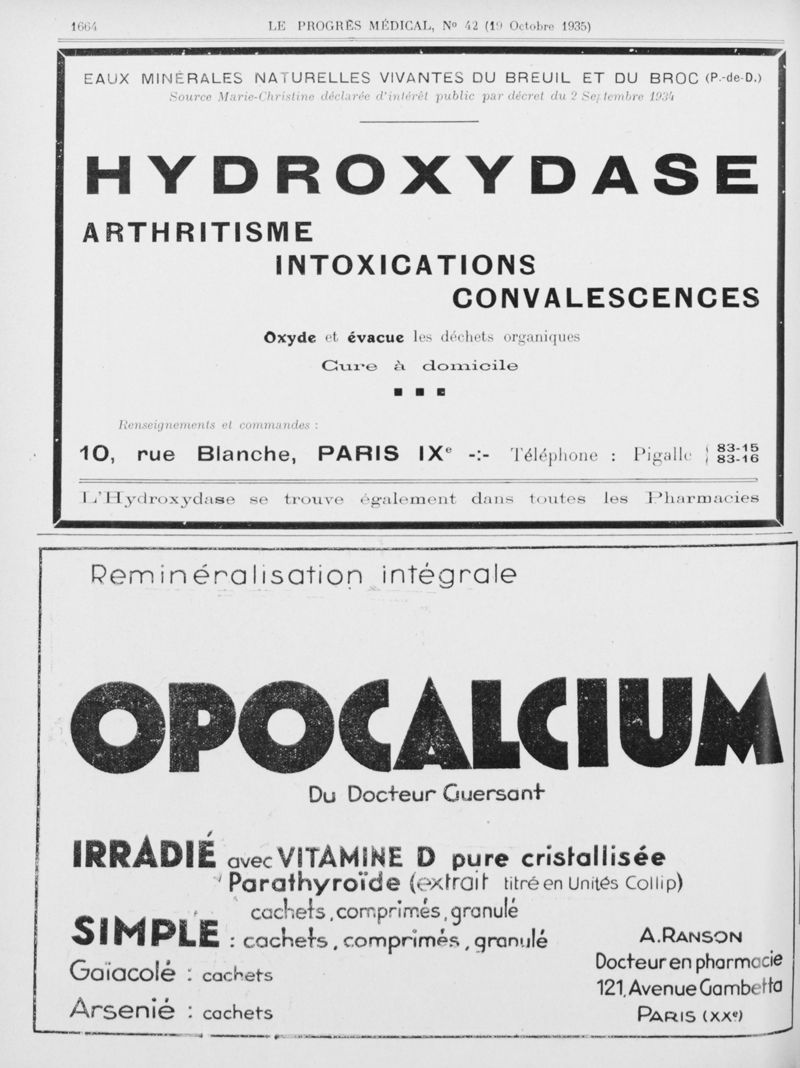 1664 LE PROGRÈS MÉDICAL, No 42 (19 Octobre 1935)
EAUX MINÉRALES NATURELLES VIVANTES DU BREUIL ET DU BROC (P.-de-D.)
Source Marie-Christine déclarée d'intérêt public par décret du 2 Septembre 1934
HYDROXYDASE
ARTHRITISME
INTOXICATIONS
CONVALESCENCES
Oxyde et évacue les déchets organiques
Cure à domicile
Renseignements et commandes :
10, rue Blanche, PARIS IXe -:- Téléphone : Pigalle { 83-15
83-16
L'Hydroxydase se trouve également dans toutes les Pharmacies
Reminéralisation intégrale
OPOCALCIUM
Du Docteur Guersant
IRRADIÉ avec VITAMINE D pure cristallisée
" Parathyroïde (extrait titré en Unités Collip)
cachets, comprimés, granulé
SIMPLE : cachets, comprimés, granulé
Gaïacolé : cachets
Arsenié : cachets
A. RANSON
Docteur en pharmacie
121, Avenue Gambetta
PARIS (XXe)